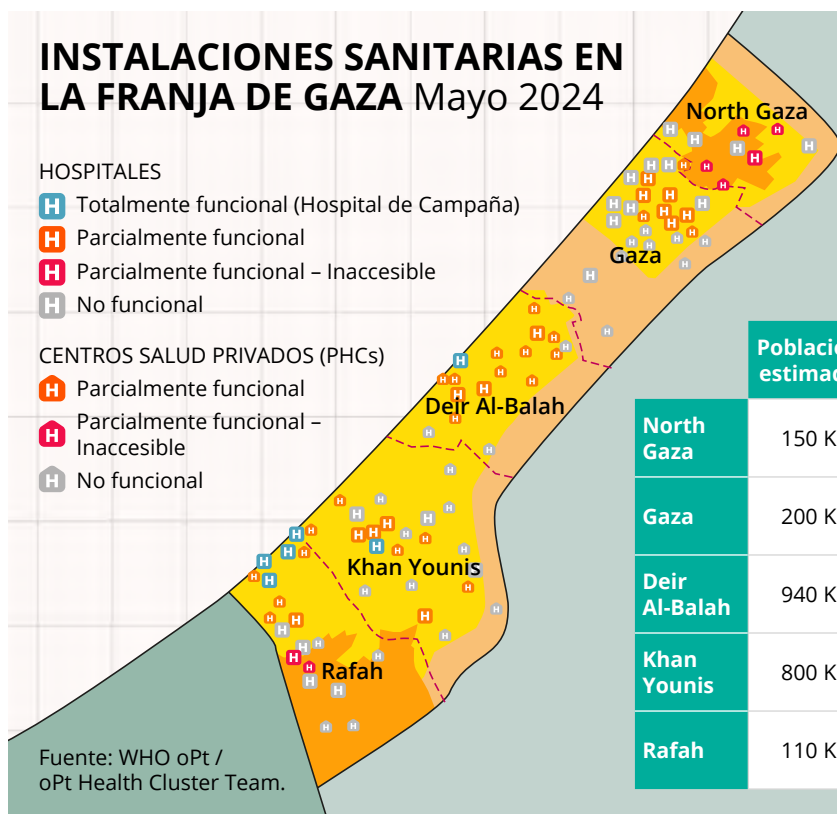 INSTALACIONES SANITARIAS EN
LA FRANJA DE GAZA Mayo 2024
HOSPITALES
H Totalmente funcional (Hospital de Campaña)
H Parcialmente funcional
H Parcialmente funcional – Inaccesible
H No funcional
CENTROS SALUD PRIVADOS (PHCs)
H Parcialmente funcional
H Parcialmente funcional –
Inaccesible
H No funcional
North Gaza
Gaza
Deir Al-Balah
Khan Younis
Rafah
North
Gaza
150 K
Gaza
200 K
Deir
Al-Balah
940 K
Khan
Younis
800 K
Rafah
110 K
Fuente: WHO oPt /
oPt Health Cluster Team.